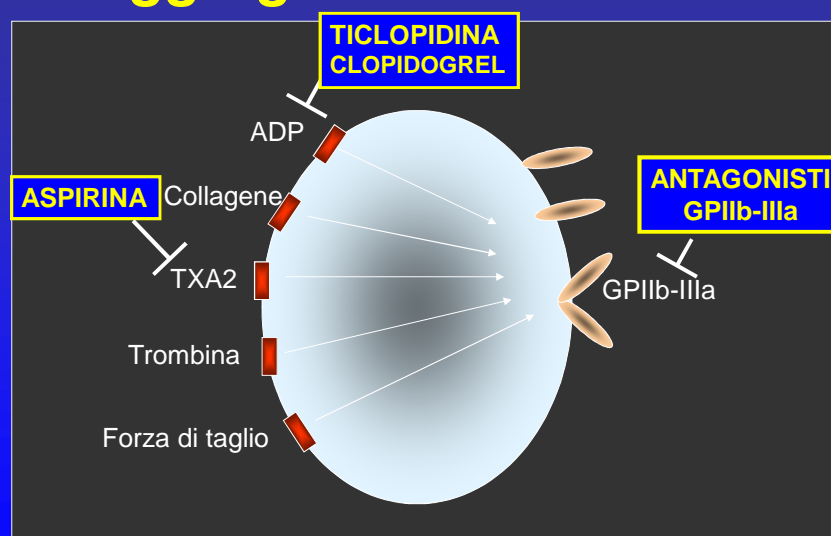 TICLOPIDINA
CLOPIDOGREL
ADP
ASPIRINA
Collagene
ANTAGONISTI
GPIIb-IIIa
TXA2
GPIIb-IIIa
Trombina
Forza di taglio